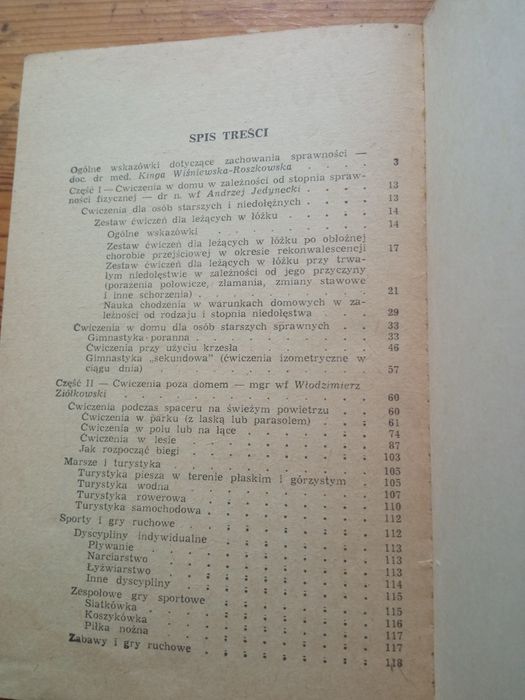 SPIS TREŚCI
Ogólne wskazówki dotyczące zachowania sprawności —
doc. dr med. Kinga Wiśniewska-Roszkowska . . . . 3
Część I — Ćwiczenia w domu w zależności od stopnia spraw-
ności fizycznej — dr n. wf Andrzej Jedynecki . . . . 13
Ćwiczenia dla osób starszych i niedołężnych . . . . 13
Zestaw ćwiczeń dla leżących w łóżku . . . . 14
Ogólne wskazówki . . . . 14
Zestaw ćwiczeń dla leżących w łóżku po obłożnej
chorobie przejściowej w okresie rekonwalescencji 17
Zestaw ćwiczeń dla leżących w łóżku przy trwa-
łym niedołęstwie w zależności od jego przyczyny
(porażenia połowicze, złamania, zmiany stawowe
i inne schorzenia) . . . . 21
Nauka chodzenia w warunkach domowych w za-
leżności od rodzaju i stopnia niedołęstwa . . . 29
Ćwiczenia w domu dla osób starszych sprawnych . . 33
Gimnastyka poranna . . . . 33
Ćwiczenia przy użyciu krzesła . . . . 46
Gimnastyka „sekundowa” (ćwiczenia izometryczne w
ciągu dnia) . . . . 57
Część II — Ćwiczenia poza domem — mgr wf Włodzimierz
Ziółkowski . . . . 60
Ćwiczenia podczas spaceru na świeżym powietrzu . . 60
Ćwiczenia w parku (z laską lub parasolem) . . . 61
Ćwiczenia w polu lub na łące . . . . 74
Ćwiczenia w lesie . . . . 87
Jak rozpocząć biegi . . . . 103
Marsze i turystyka . . . . 105
Turystyka piesza w terenie płaskim i górzystym . . 105
Turystyka wodna . . . . 107
Turystyka rowerowa . . . . 110
Turystyka samochodowa . . . . 112
Sporty i gry ruchowe . . . . 112
Dyscypliny indywidualne . . . . 113
Pływanie . . . . 113
Narciarstwo . . . . 113
Łyżwiarstwo . . . . 114
Inne dyscypliny . . . . 115
Zespołowe gry sportowe . . . . 115
Siatkówka . . . . 116
Koszykówka . . . . 117
Piłka nożna . . . . 117
Zabawy i gry ruchowe . . . . 118